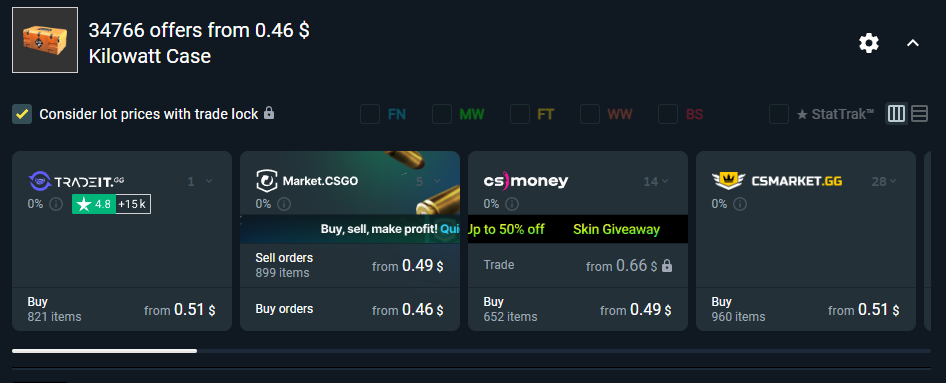 34766 offers from 0.46 $
Kilowatt Case
Consider lot prices with trade lock
FN
MW
FT
WW
BS
★ StatTrak™
TRADEIT.GG
1
0%
★ 4.8 +15k
Buy
821 items
from 0.51 $
Market.CSGO
5
0%
Buy, sell, make profit! Qui
Sell orders
899 items
from 0.49 $
Buy orders
from 0.46 $
cs money
14
0%
Up to 50% off Skin Giveaway
Trade
from 0.66 $
Buy
652 items
from 0.49 $
CSMARKET.GG
28
0%
Buy
960 items
from 0.51 $